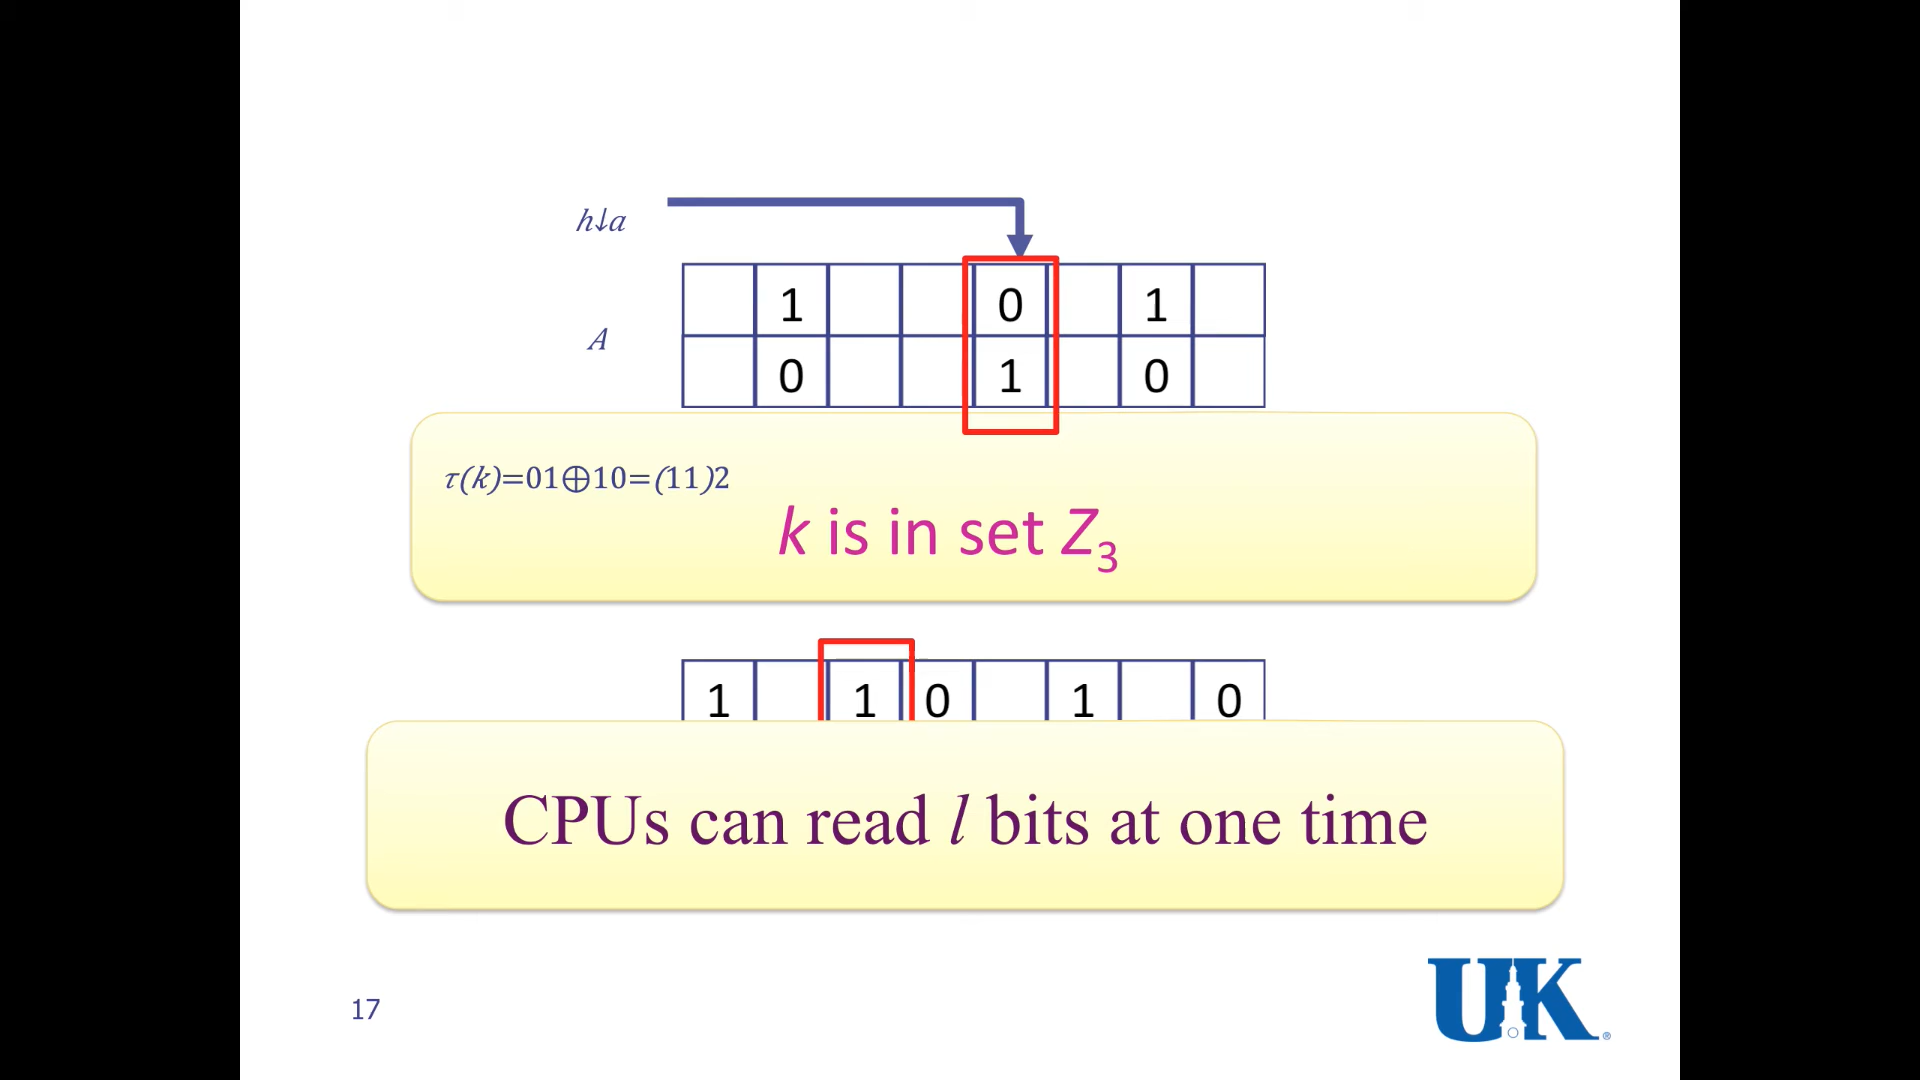 h↓a
1 0 1
A
0 1 0
τ(k)=01⊕10=(11)2
k is in set Z3
1 1 0 1 0
CPUs can read l bits at one time
17
UK®